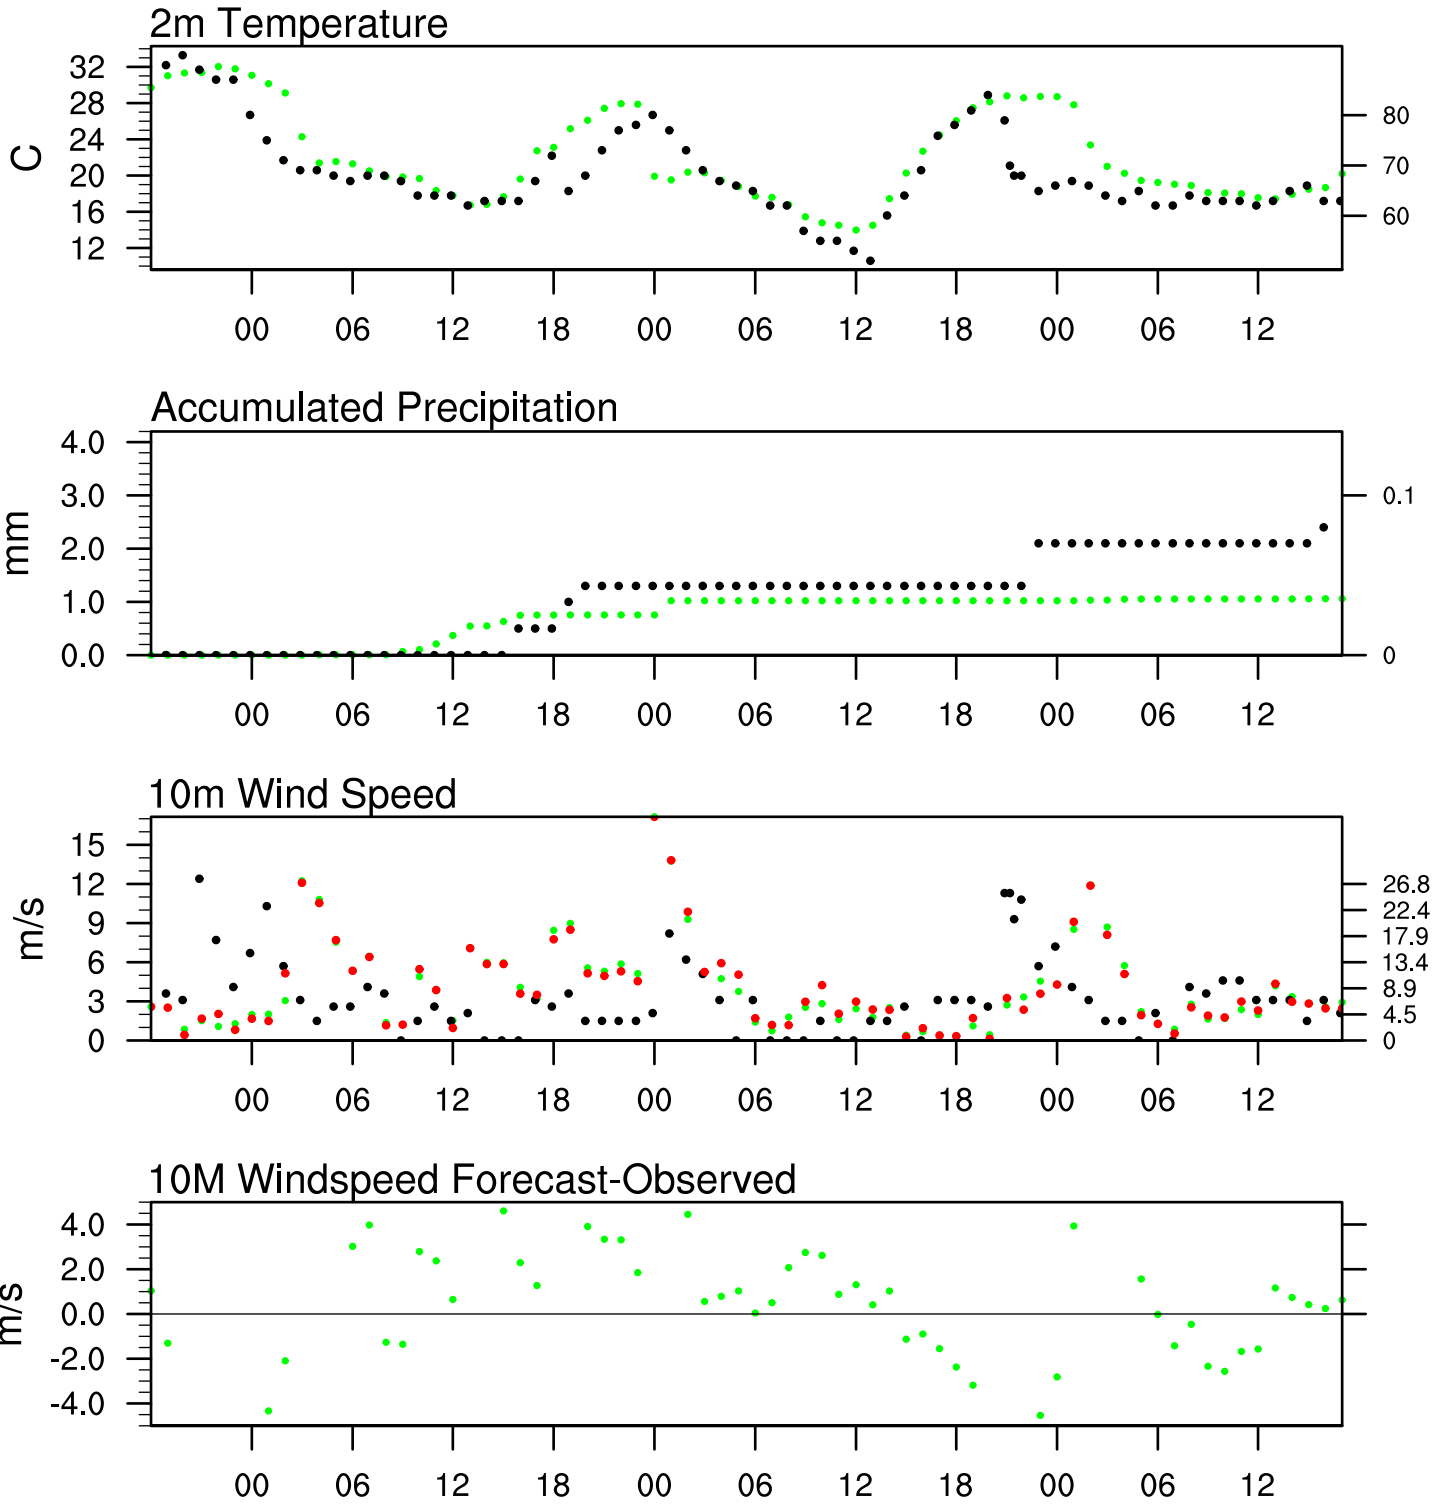 2m Temperature
C
32
28
24
20
16
12
80
70
60
00 06 12 18 00 06 12 18 00 06 12
Accumulated Precipitation
mm
4.0
3.0
2.0
1.0
0.0
0.1
0
00 06 12 18 00 06 12 18 00 06 12
10m Wind Speed
m/s
15
12
9
6
3
0
26.8
22.4
17.9
13.4
8.9
4.5
0
00 06 12 18 00 06 12 18 00 06 12
10M Windspeed Forecast-Observed
m/s
4.0
2.0
0.0
-2.0
-4.0
00 06 12 18 00 06 12 18 00 06 12